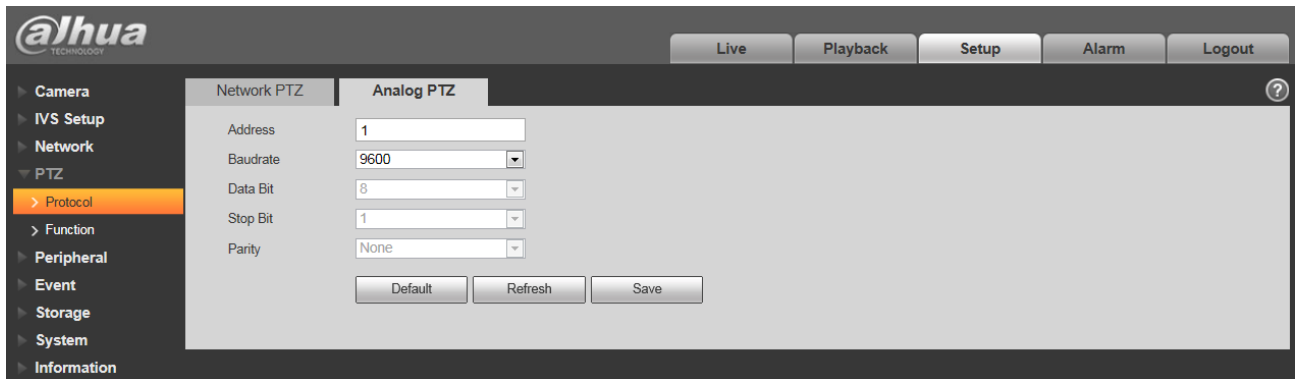 alhua
TECHNOLOGY
Live Playback Setup Alarm Logout
Camera
IVS Setup
Network
PTZ
Protocol
Function
Peripheral
Event
Storage
System
Information
Network PTZ Analog PTZ ?
Address 1
Baudrate 9600
Data Bit 8
Stop Bit 1
Parity None
Default Refresh Save